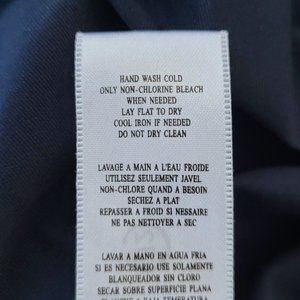 HAND WASH COLD
ONLY NON-CHLORINE BLEACH
WHEN NEEDED
LAY FLAT TO DRY
COOL IRON IF NEEDED
DO NOT DRY CLEAN
LAVAGE A MAIN A L'EAU FROIDE
UTILISEZ SEULEMENT JAVEL
NON-CHLORE QUAND A BESOIN
SECHEZ A PLAT
REPASSER A FROID SI NESSAIRE
NE PAS NETTOYER A SEC
LAVAR A MANO EN AGUA FRIA
SI ES NECESARIO USE SOLAMENTE
BLANQUEADOR SIN CLORO
SECAR SOBRE SUPERFICIE PLANA
PLANCHE A BAJA TEMPERATURA